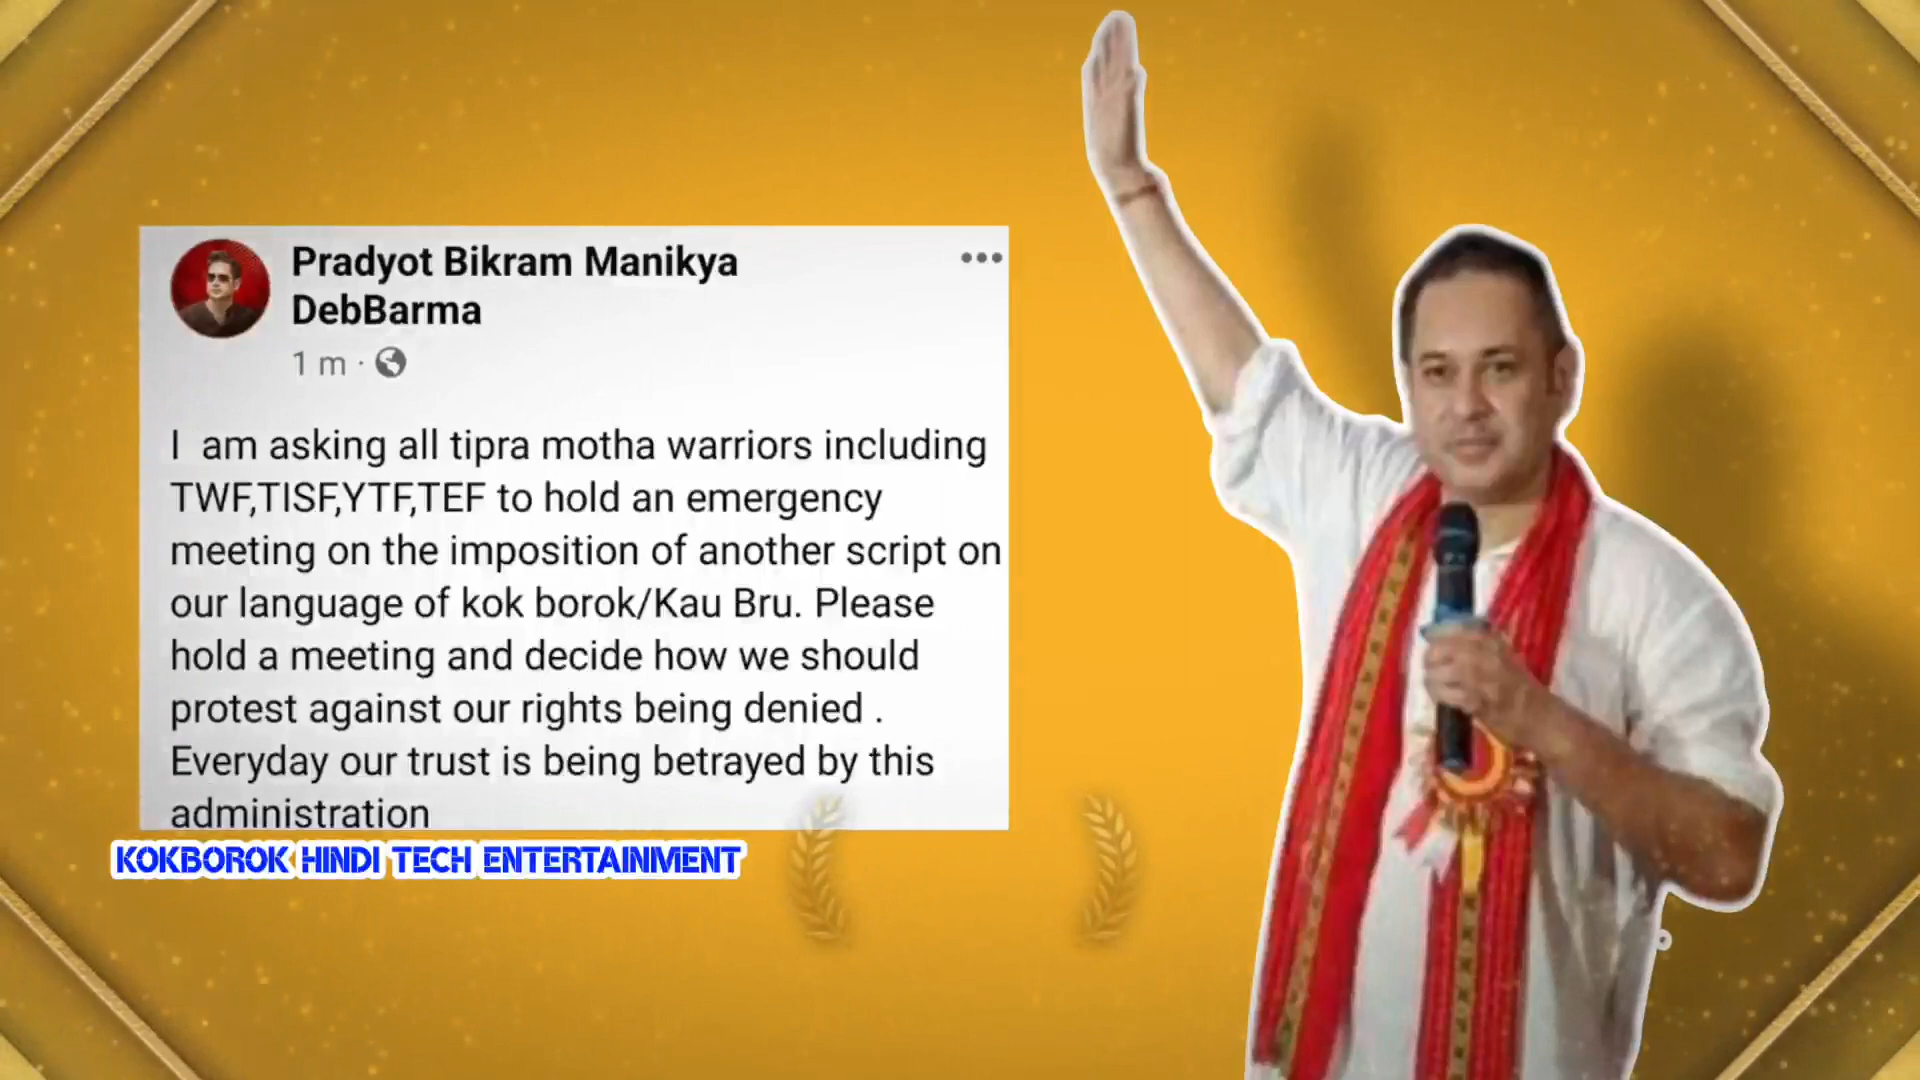 Pradyot Bikram Manikya
DebBarma
1 m ·
I am asking all tipra motha warriors including
TWF,TISF,YTF,TEF to hold an emergency
meeting on the imposition of another script on
our language of kok borok/Kau Bru. Please
hold a meeting and decide how we should
protest against our rights being denied .
Everyday our trust is being betrayed by this
administration
KOKBOROK HINDI TECH ENTERTAINMENT